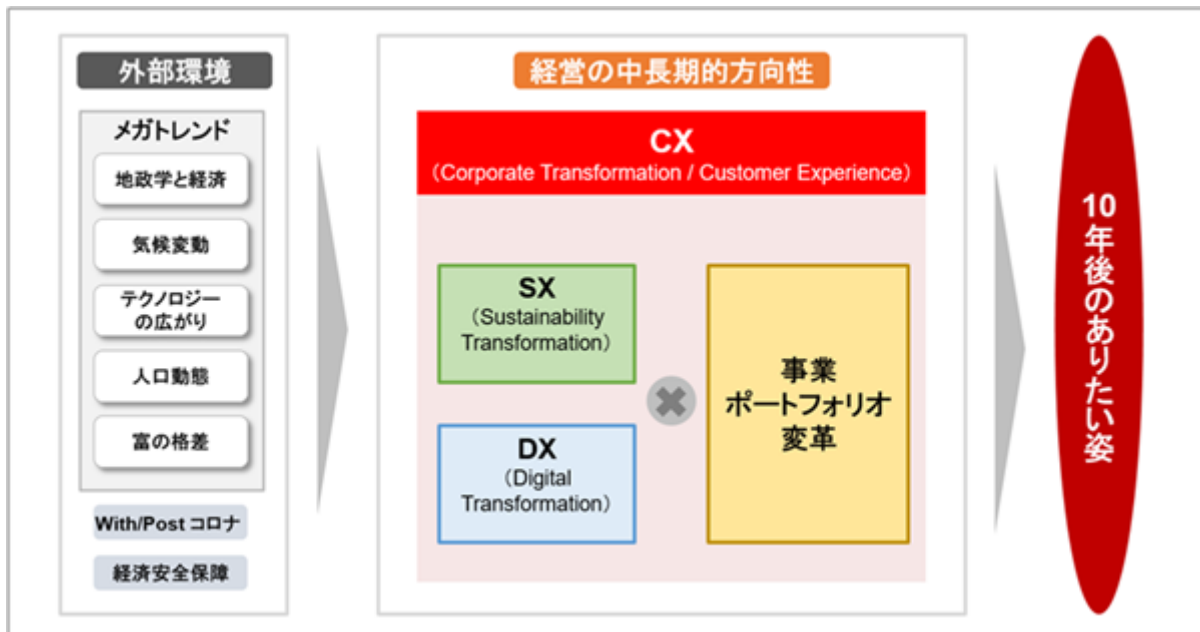 外部環境
メガトレンド
地政学と経済
気候変動
テクノロジー
の広がり
人口動態
富の格差
With/Post コロナ
経済安全保障
経営の中長期的方向性
CX
（Corporate Transformation / Customer Experience）
SX
（Sustainability
Transformation）
DX
（Digital
Transformation）
事業
ポートフォリオ
変革
10年後のありたい姿